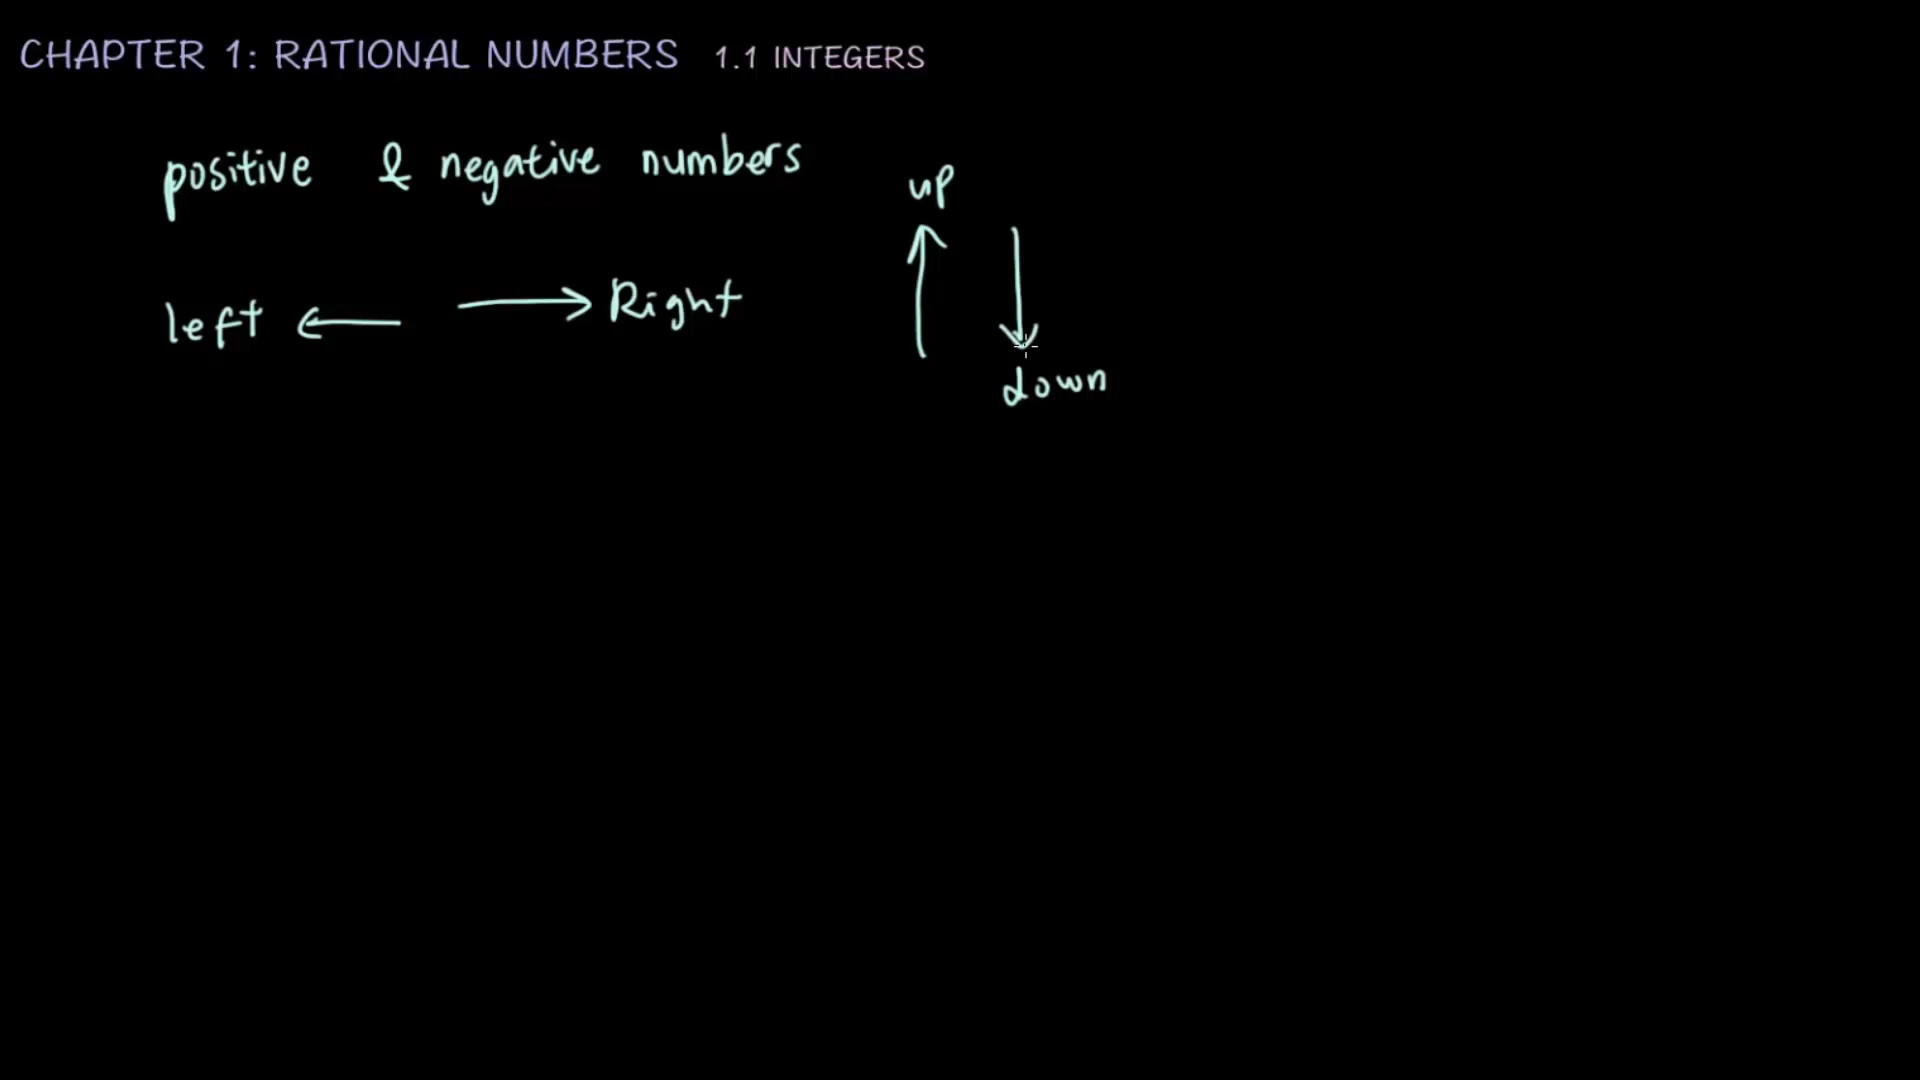 CHAPTER 1: RATIONAL NUMBERS 1.1 INTEGERS
positive & negative numbers
up
left ← → Right
down